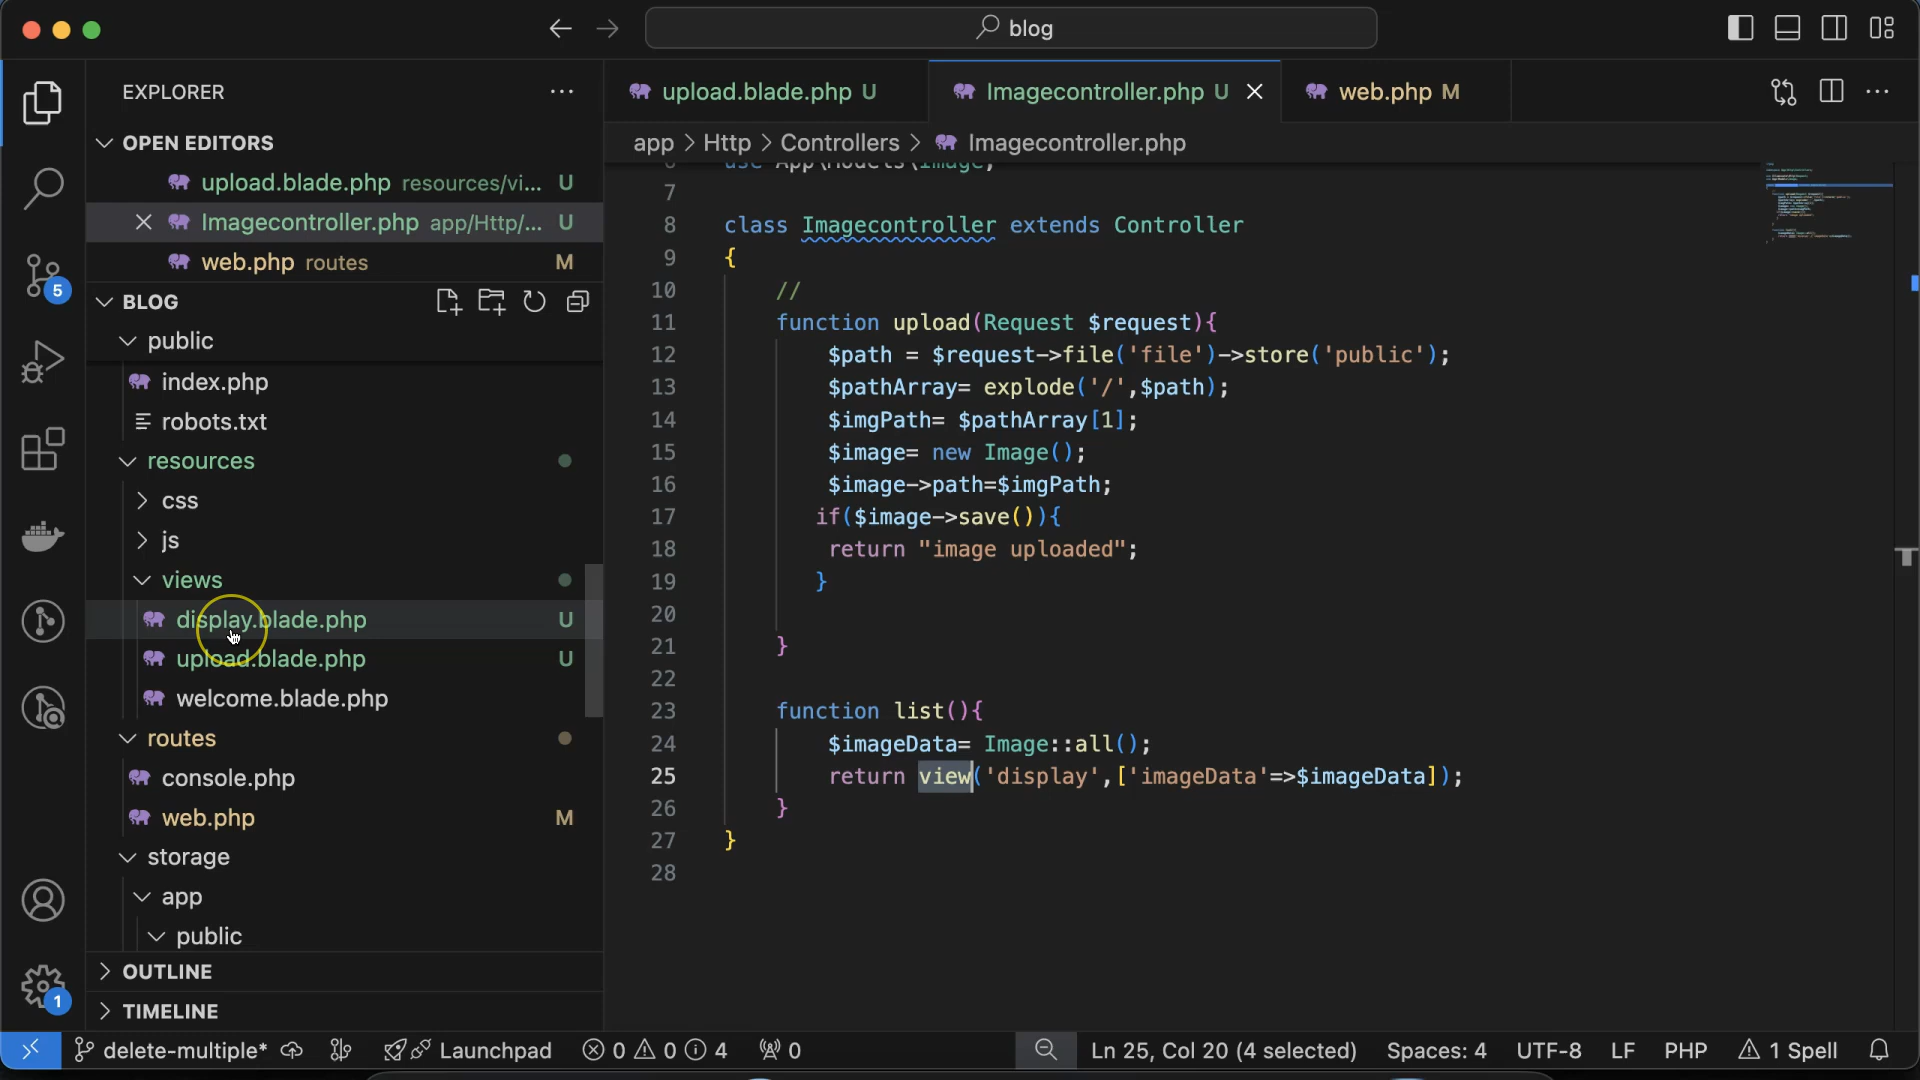 blog
EXPLORER
OPEN EDITORS
upload.blade.php resources/vi... U
Imagecontroller.php app/Http/... U
web.php routes M
BLOG
public
index.php
robots.txt
resources
css
js
views
display.blade.php U
upload.blade.php U
welcome.blade.php
routes
console.php
web.php M
storage
app
public
OUTLINE
TIMELINE
5
1
upload.blade.php U
Imagecontroller.php U
web.php M
app > Http > Controllers > Imagecontroller.php
6 use App\Models\Image;
7
8 class Imagecontroller extends Controller
9 {
10 //
11 function upload(Request $request){
12 $path = $request->file('file')->store('public');
13 $pathArray= explode('/',$path);
14 $imgPath= $pathArray[1];
15 $image= new Image();
16 $image->path=$imgPath;
17 if($image->save()){
18 return "image uploaded";
19 }
20
21 }
22
23 function list(){
24 $imageData= Image::all();
25 return view('display',['imageData'=>$imageData]);
26 }
27 }
28
delete-multiple* Launchpad 0 0 4 0 Ln 25, Col 20 (4 selected) Spaces: 4 UTF-8 LF PHP 1 Spell